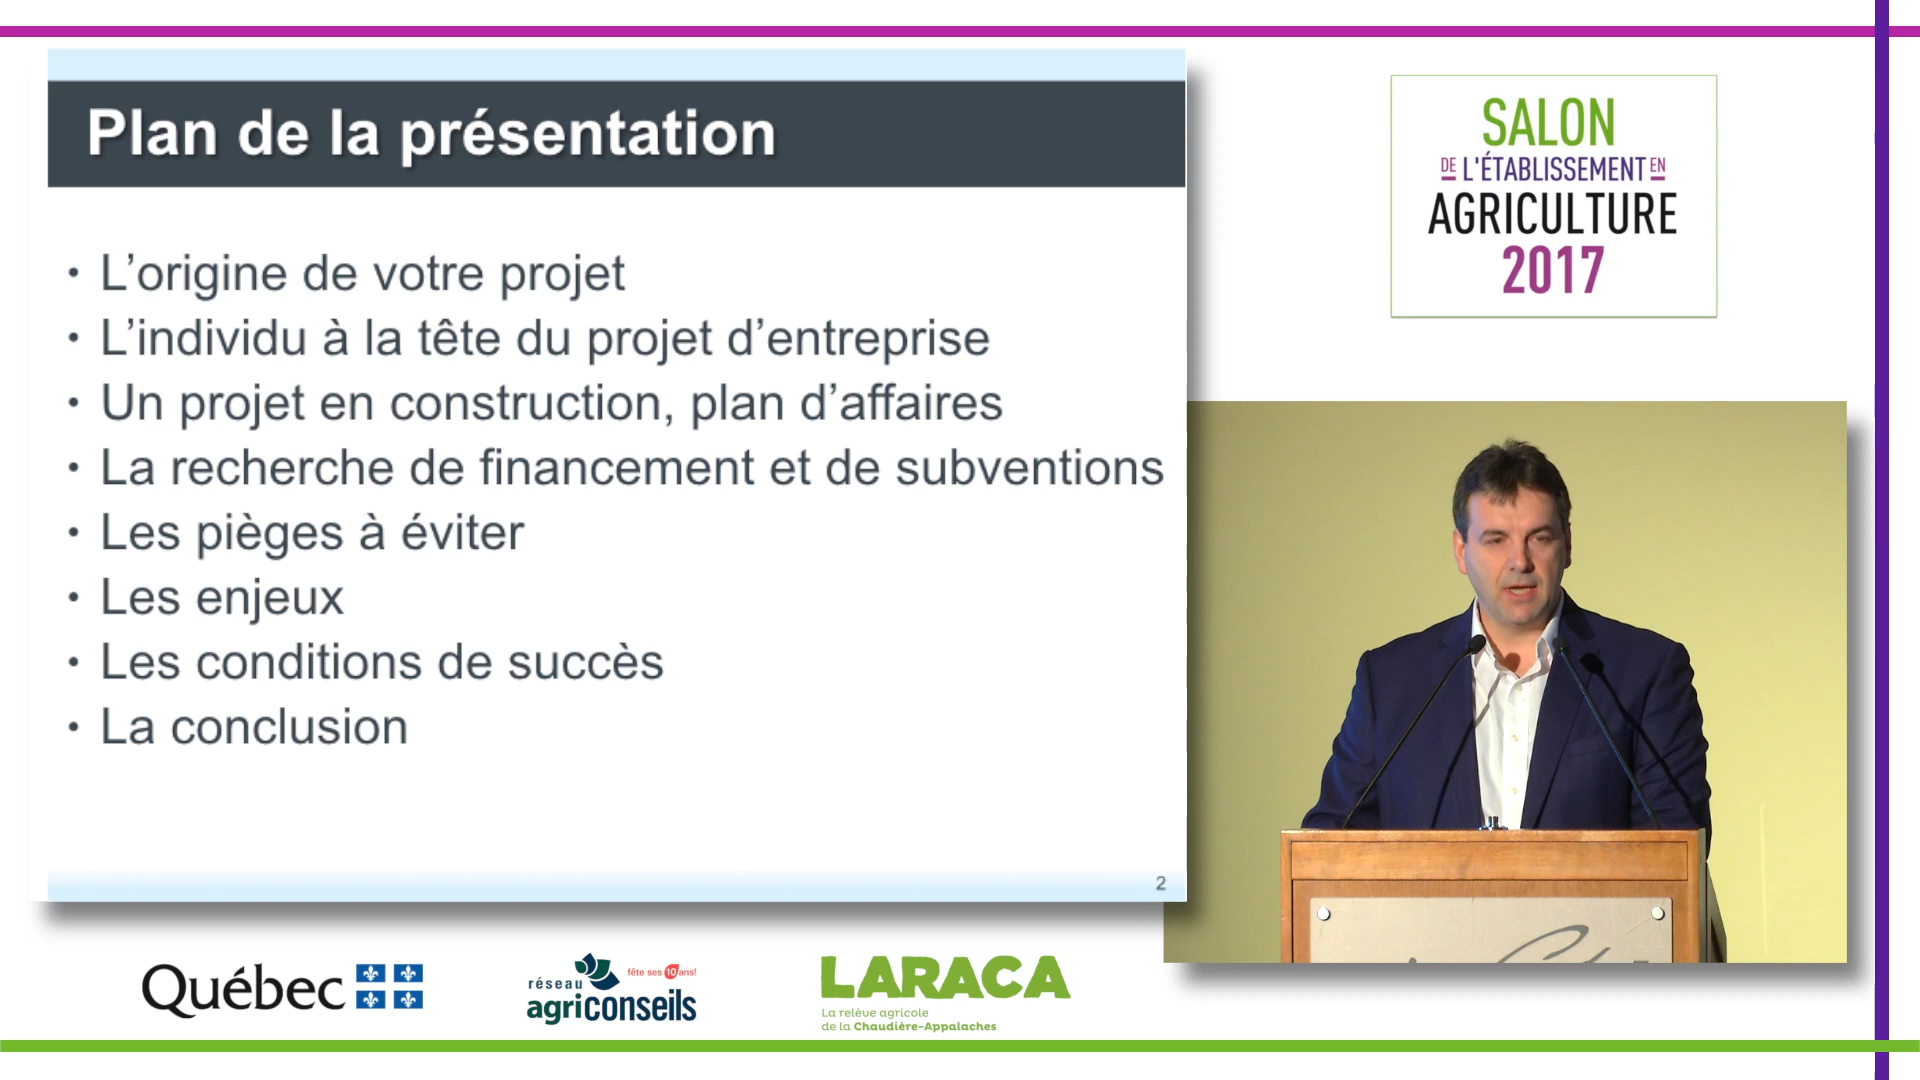 Plan de la présentation
• L’origine de votre projet
• L’individu à la tête du projet d’entreprise
• Un projet en construction, plan d’affaires
• La recherche de financement et de subventions
• Les pièges à éviter
• Les enjeux
• Les conditions de succès
• La conclusion
2
SALON
DE L'ÉTABLISSEMENT EN
AGRICULTURE
2017
Québec
réseau
fête ses 10 ans!
agriconseils
LARACA
La relève agricole
de la Chaudière-Appalaches